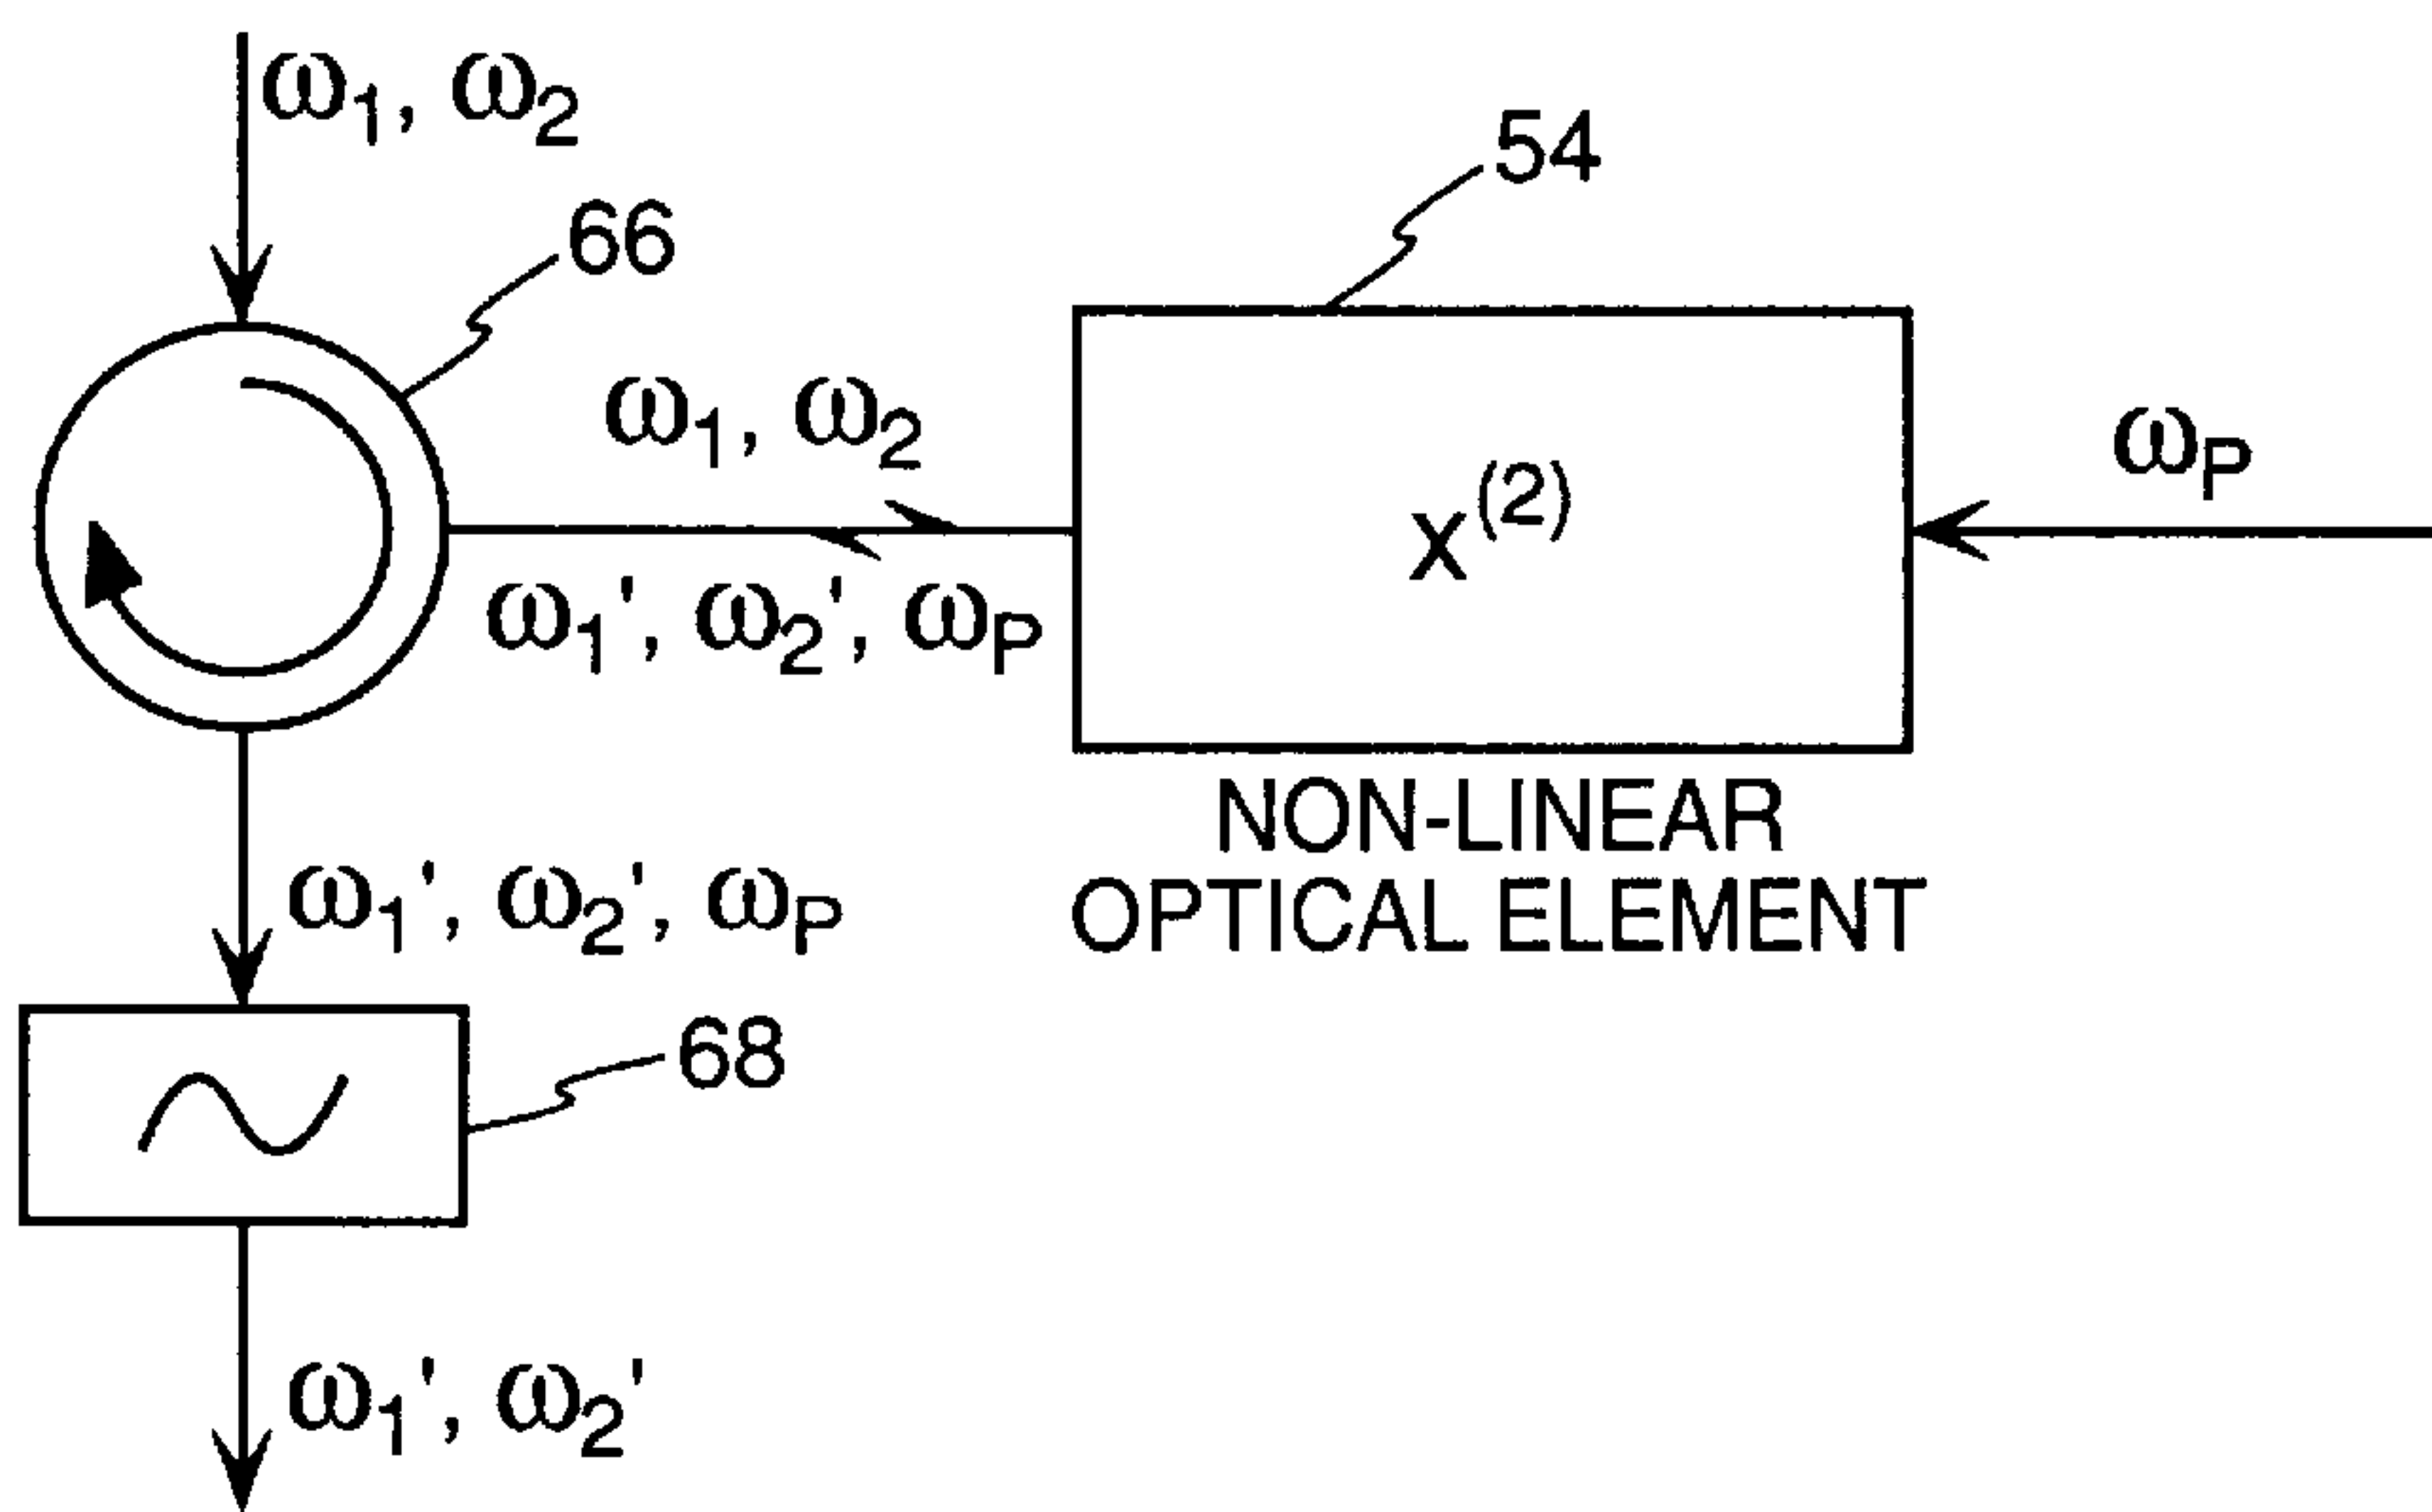 ω₁, ω₂
54
66
ω₁, ω₂
ωₚ
x⁽²⁾
ω₁', ω₂', ωₚ
NON-LINEAR
OPTICAL ELEMENT
ω₁', ω₂', ωₚ
68
ω₁', ω₂'